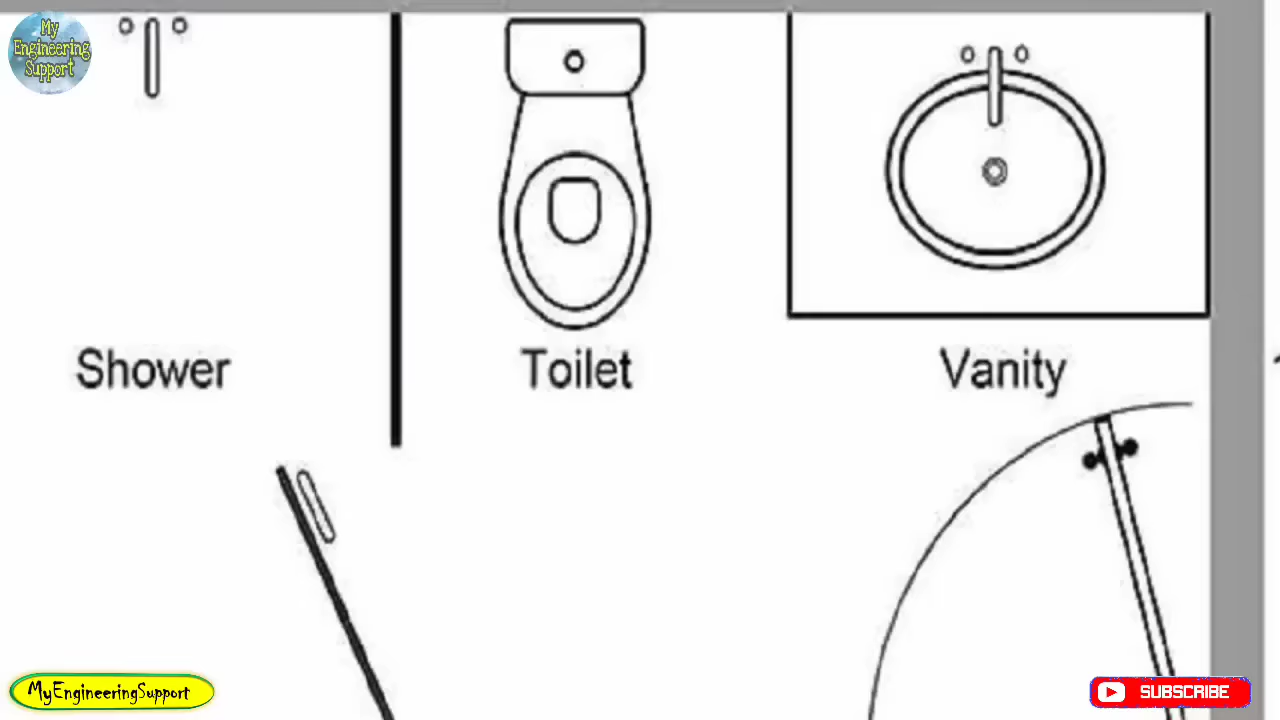 My
Engineering
Support
Shower
Toilet
Vanity
MyEngineeringSupport
SUBSCRIBE